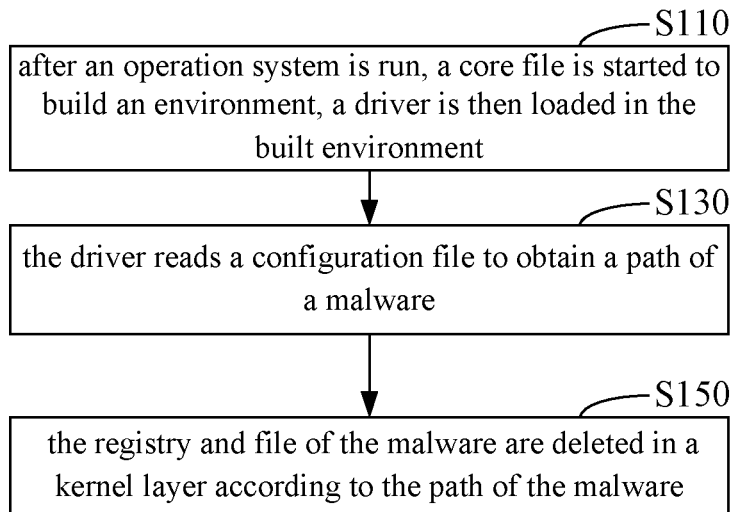 S110
after an operation system is run, a core file is started to
build an environment, a driver is then loaded in the
built environment
S130
the driver reads a configuration file to obtain a path of
a malware
S150
the registry and file of the malware are deleted in a
kernel layer according to the path of the malware